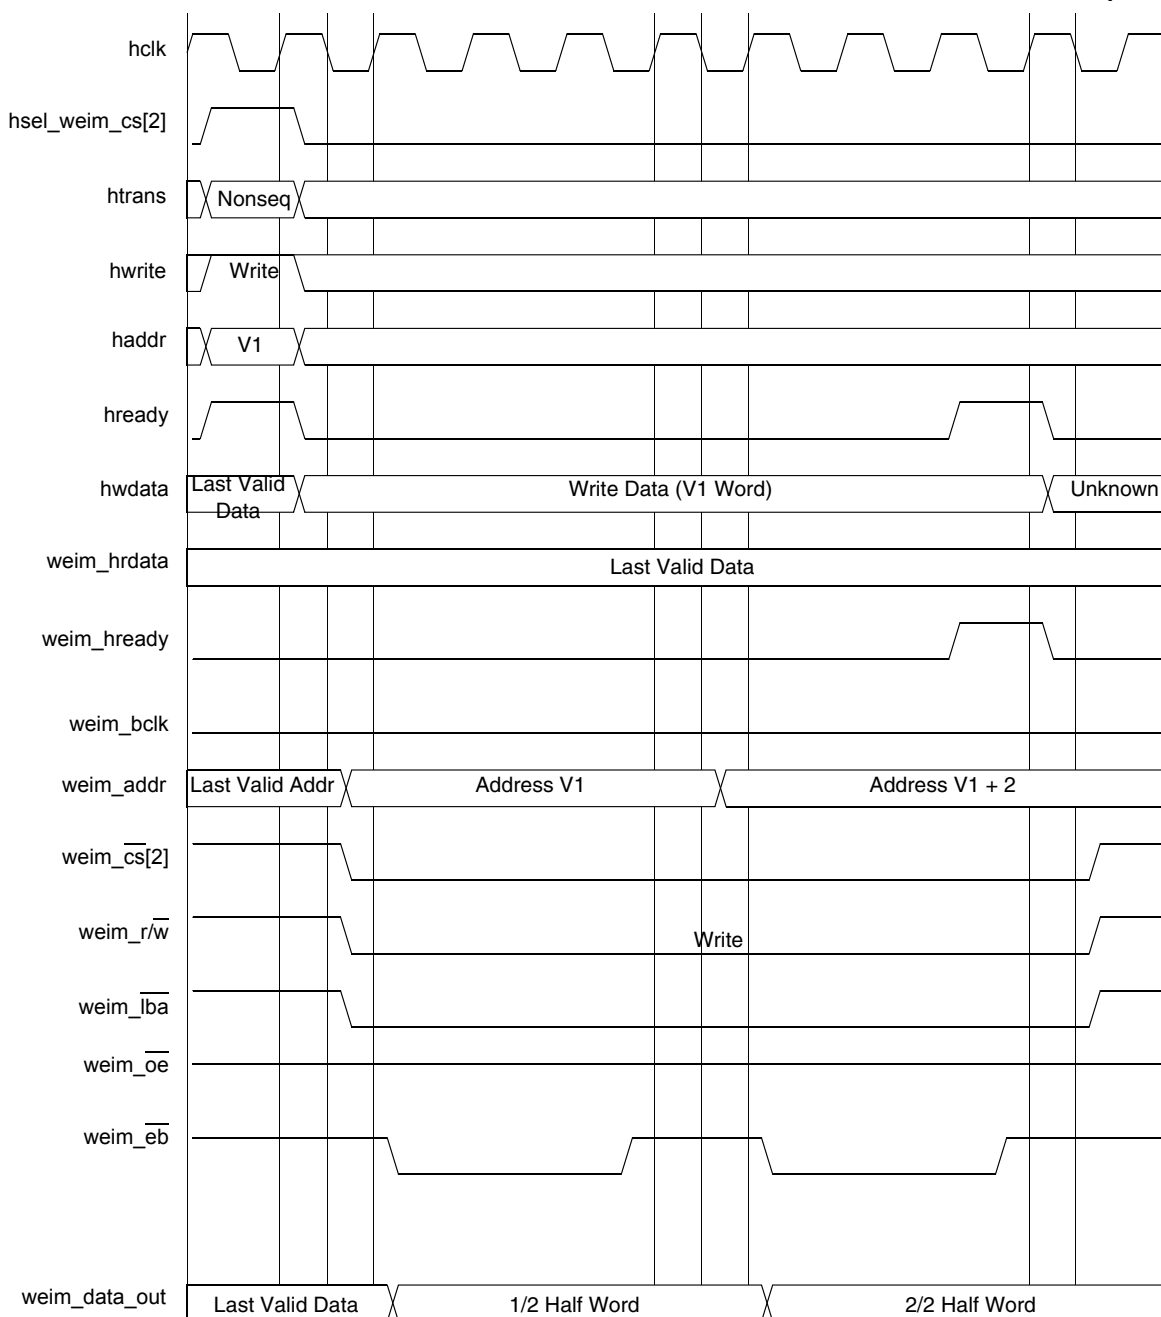 hclk
hsel_weim_cs[2]
htrans Nonseq
hwrite Write
haddr V1
hready
hwdata Last Valid Data Write Data (V1 Word) Unknown
weim_hrdata Last Valid Data
weim_hready
weim_bclk
weim_addr Last Valid Addr Address V1 Address V1 + 2
weim_cs[2]
weim_r/w Write
weim_lba
weim_oe
weim_eb
weim_data_out Last Valid Data 1/2 Half Word 2/2 Half Word